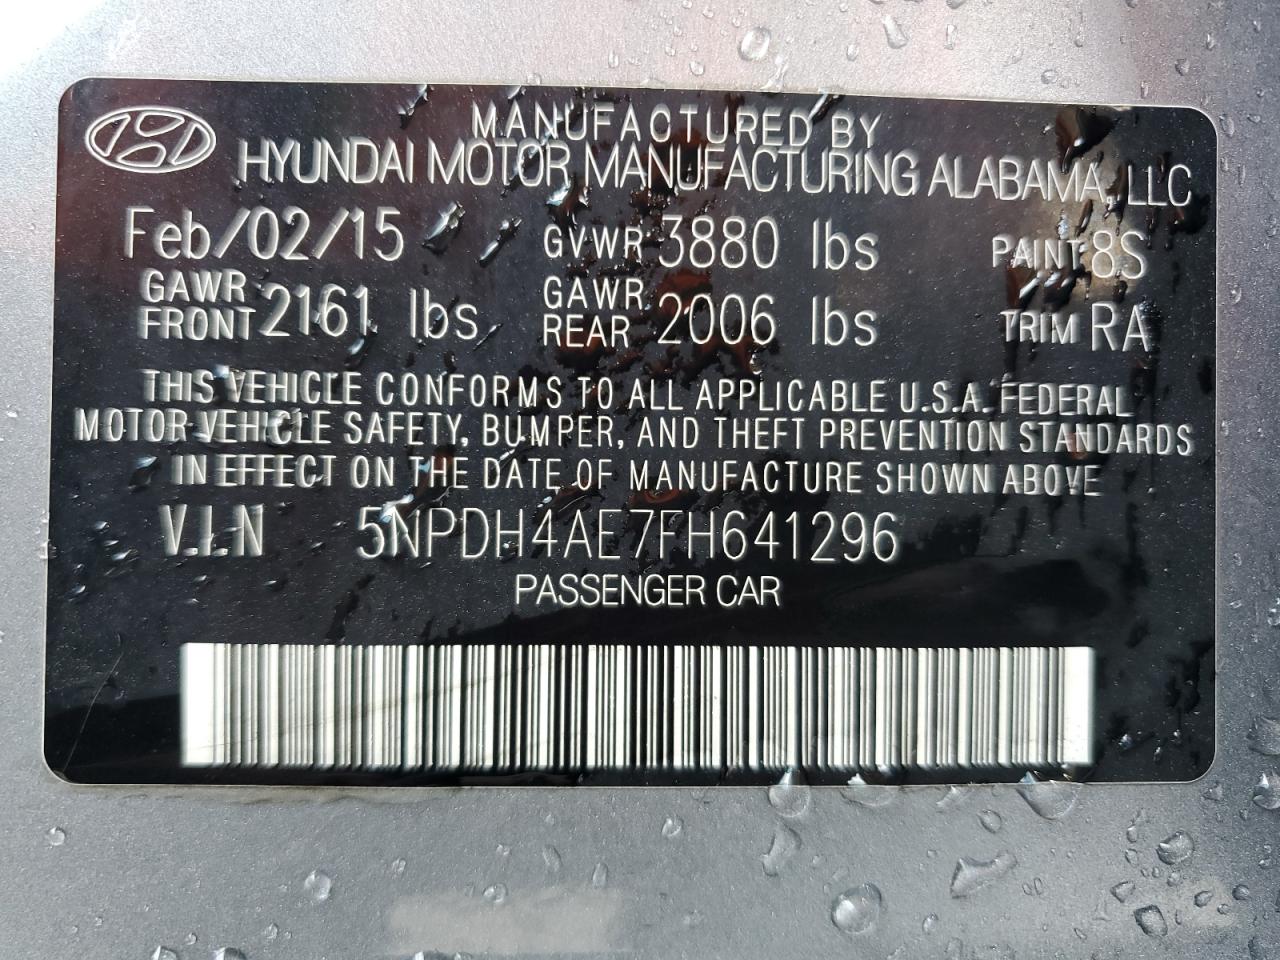 MANUFACTURED BY
HYUNDAI MOTOR MANUFACTURING ALABAMA, LLC
Feb/02/15 GVWR 3880 lbs PAINT 8S
GAWR FRONT 2161 lbs GAWR REAR 2006 lbs TRIM RA
THIS VEHICLE CONFORMS TO ALL APPLICABLE U.S.A. FEDERAL
MOTOR VEHICLE SAFETY, BUMPER, AND THEFT PREVENTION STANDARDS
IN EFFECT ON THE DATE OF MANUFACTURE SHOWN ABOVE
V.I.N 5NPDH4AE7FH641296
PASSENGER CAR